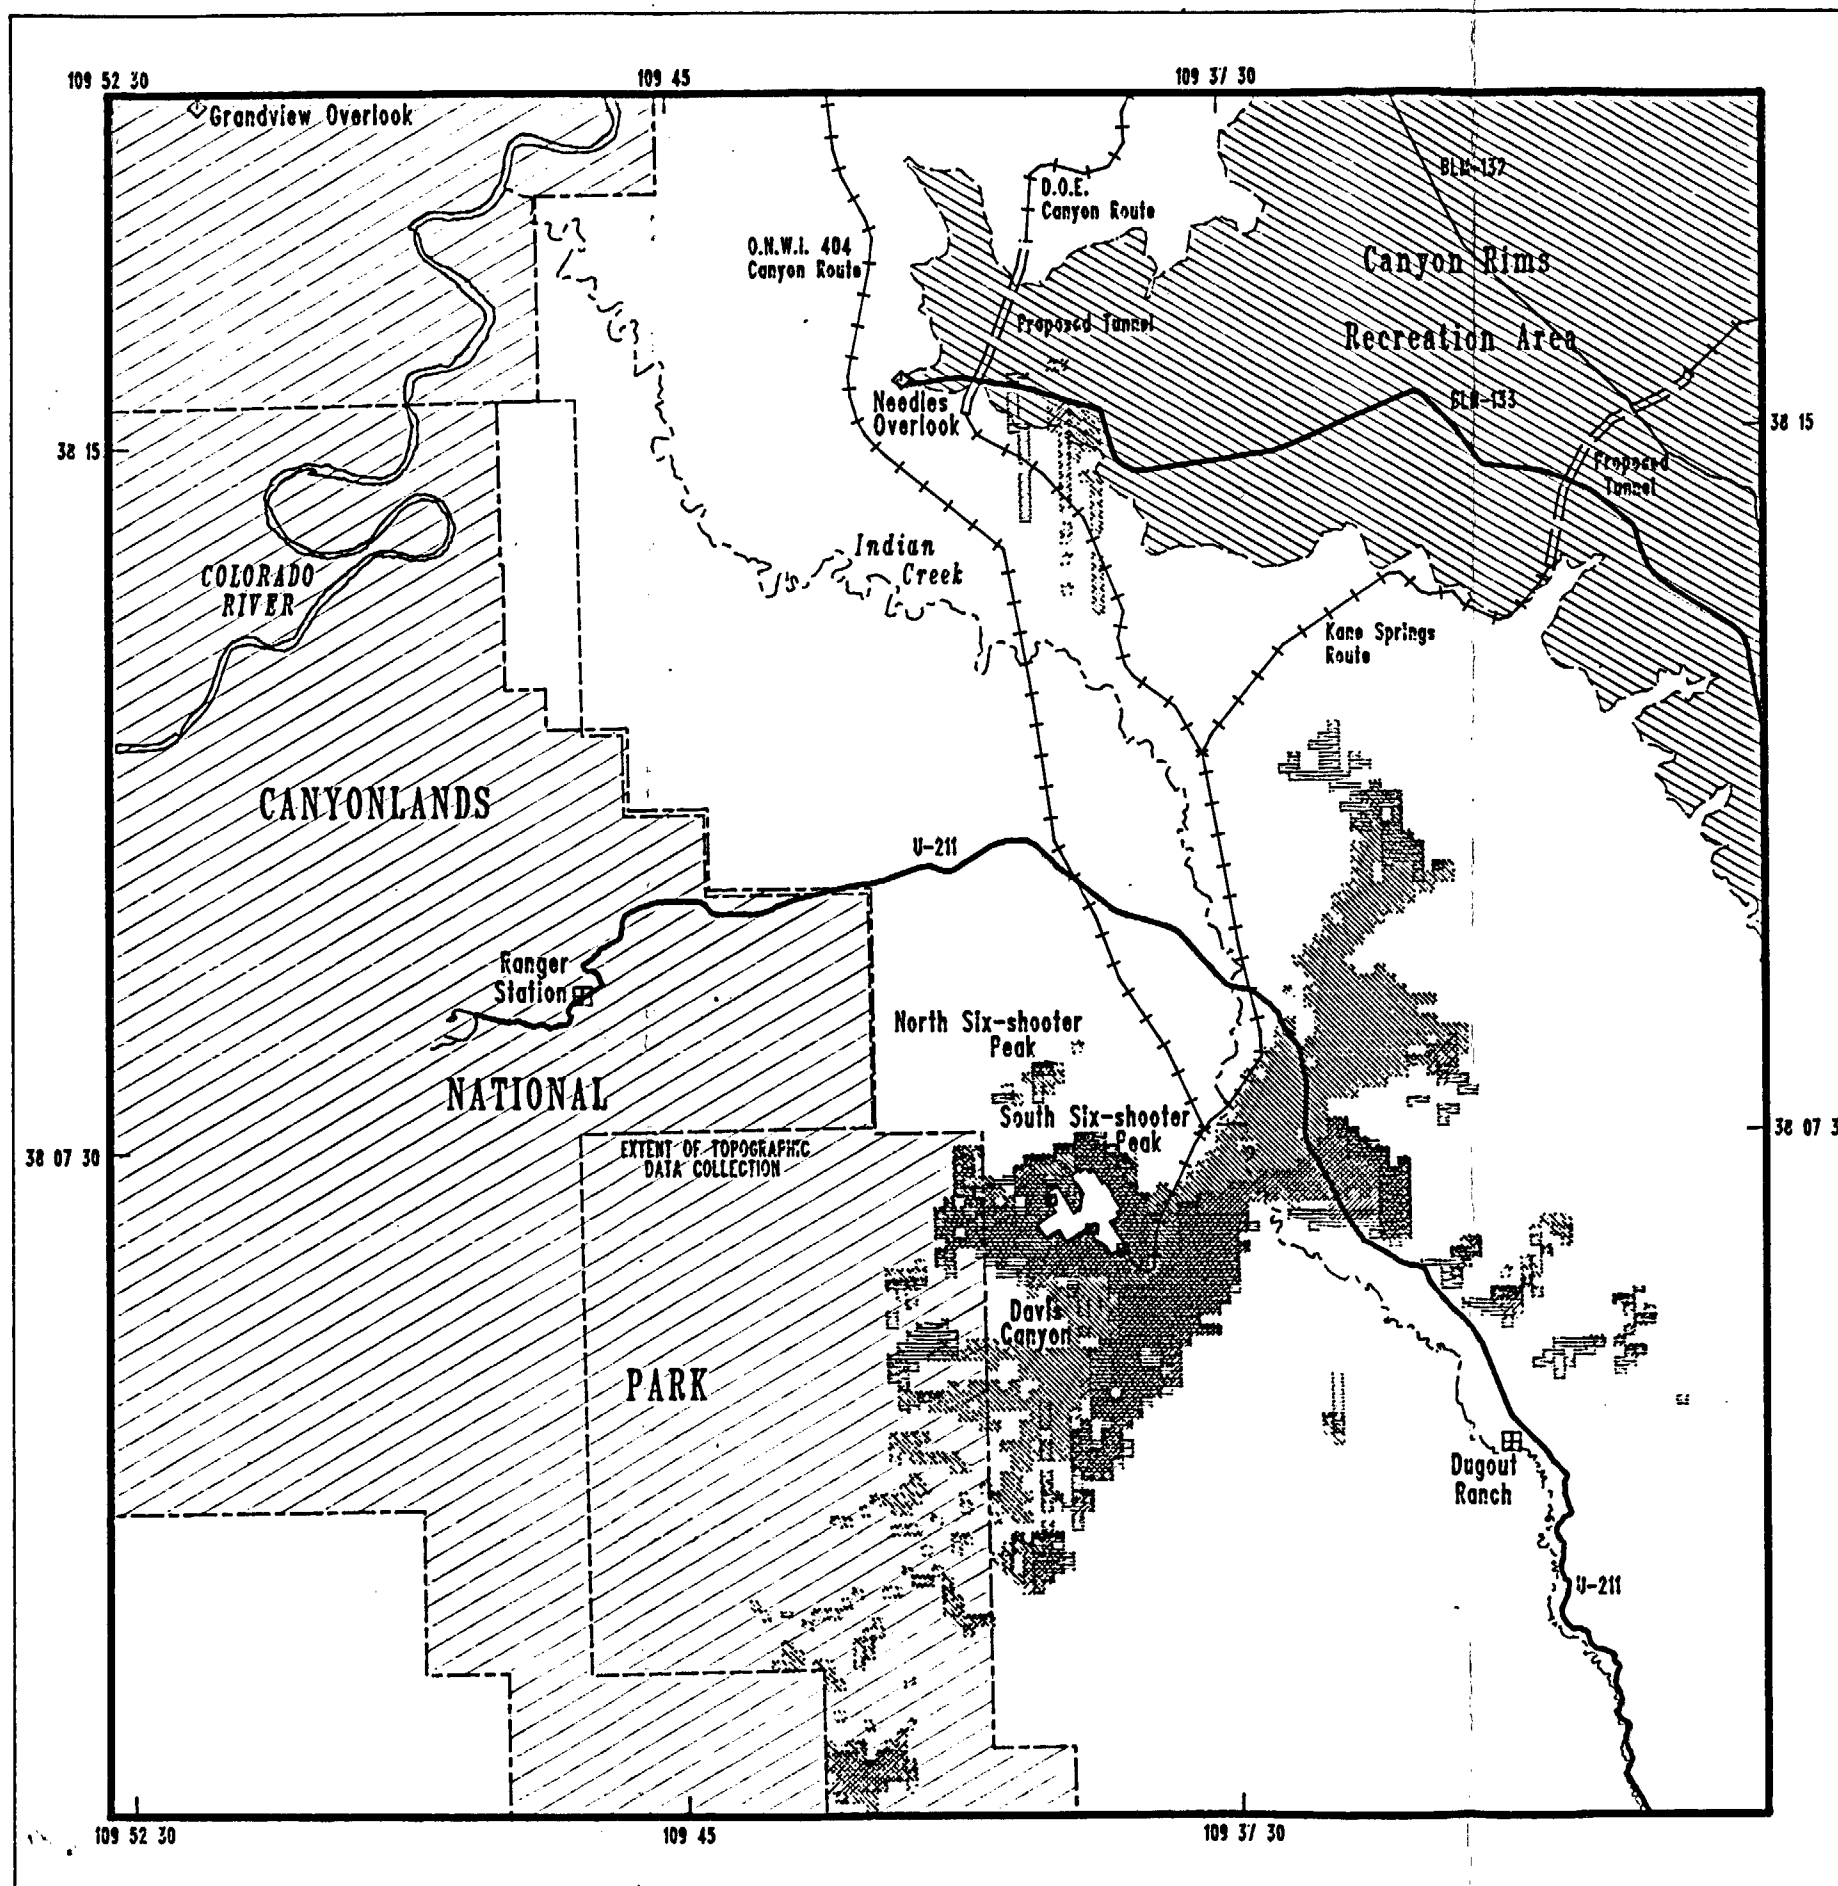 109 52 30
109 45
109 37 30
Grandview Overlook
BLM-132
D.O.E.
Canyon Route
O.N.W.I. 404
Canyon Route
Canyon Rims
Proposed Tunnel
Recreation Area
Needles
Overlook
BLM-133
38 15
38 15
Proposed
Tunnel
Indian
Creek
COLORADO
RIVER
Kane Springs
Route
CANYONLANDS
U-211
Ranger
Station
North Six-shooter
Peak
NATIONAL
South Six-shooter
Peak
38 07 3
EXTENT OF TOPOGRAPHIC
DATA COLLECTION
38 07 30
Davis
Canyon
PARK
Dugout
Ranch
U-211
109 52 30
109 45
109 37 30